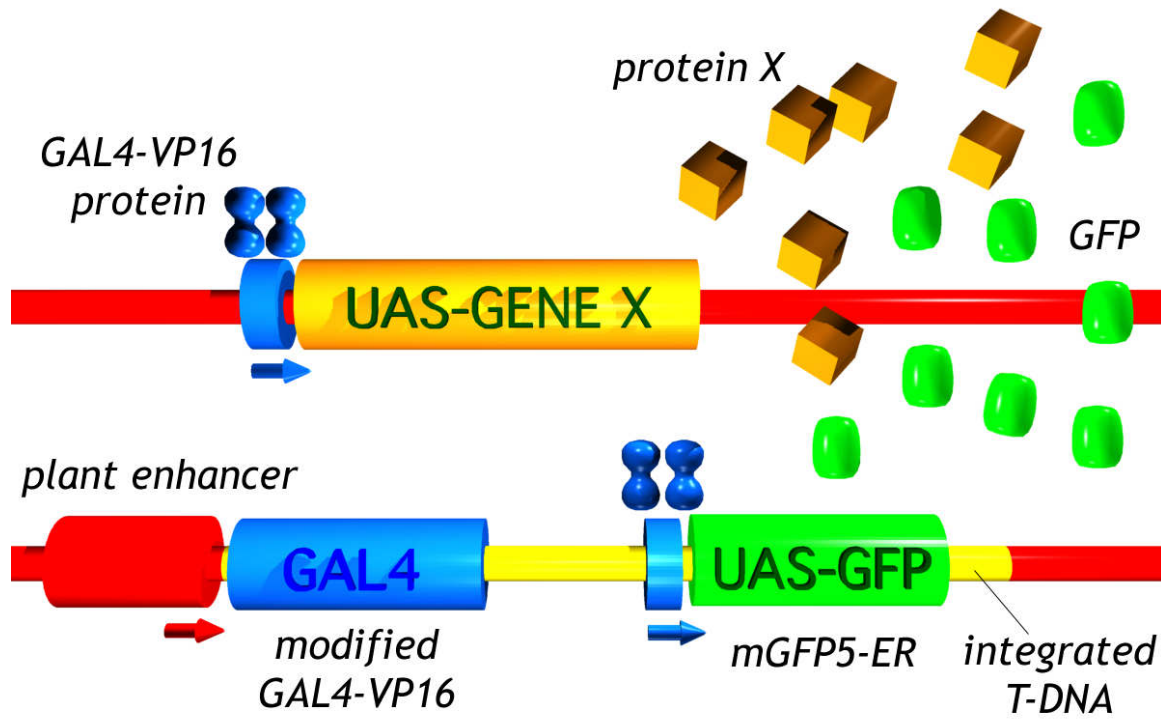 protein X
GAL4-VP16
protein
GFP
UAS-GENE X
plant enhancer
GAL4
UAS-GFP
modified
GAL4-VP16
mGFP5-ER
integrated
T-DNA